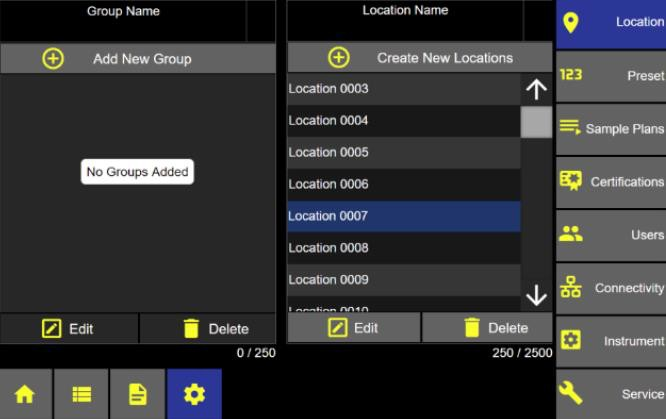 Group Name
Add New Group
No Groups Added
Edit
Delete
0 / 250
Location Name
Create New Locations
Location 0003
Location 0004
Location 0005
Location 0006
Location 0007
Location 0008
Location 0009
Location 0010
Edit
Delete
250 / 2500
Location
123
Preset
Sample Plans
Certifications
Users
Connectivity
Instrument
Service